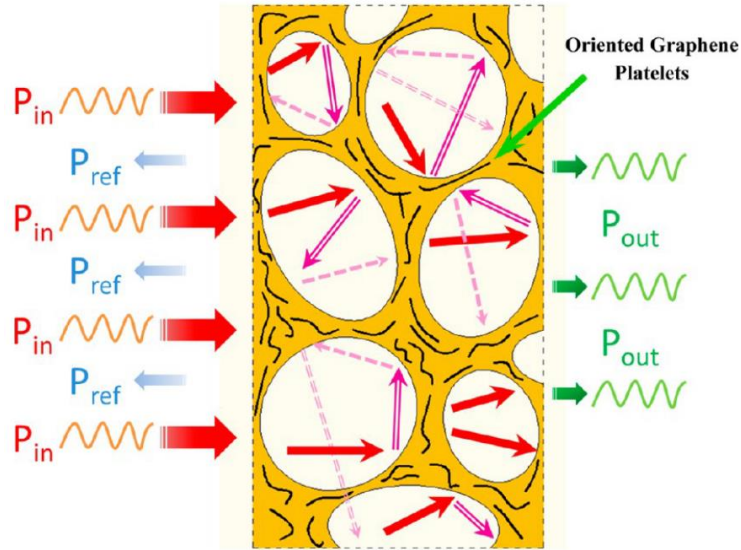 Oriented Graphene
Platelets
P_in
P_ref
P_in
P_ref
P_in
P_ref
P_in
P_out
P_out